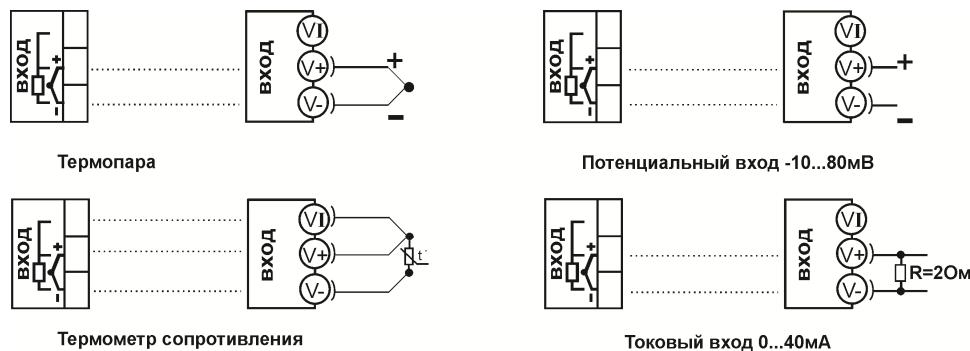 ВХОД
+
-
ВХОД
VI
V+
V-
+
-
Термопара
ВХОД
+
-
ВХОД
VI
V+
V-
+
-
Потенциальный вход -10...80мВ
ВХОД
+
-
ВХОД
VI
V+
V-
t°
Термометр сопротивления
ВХОД
+
-
ВХОД
VI
V+
V-
R=2Ом
Токовый вход 0...40мА